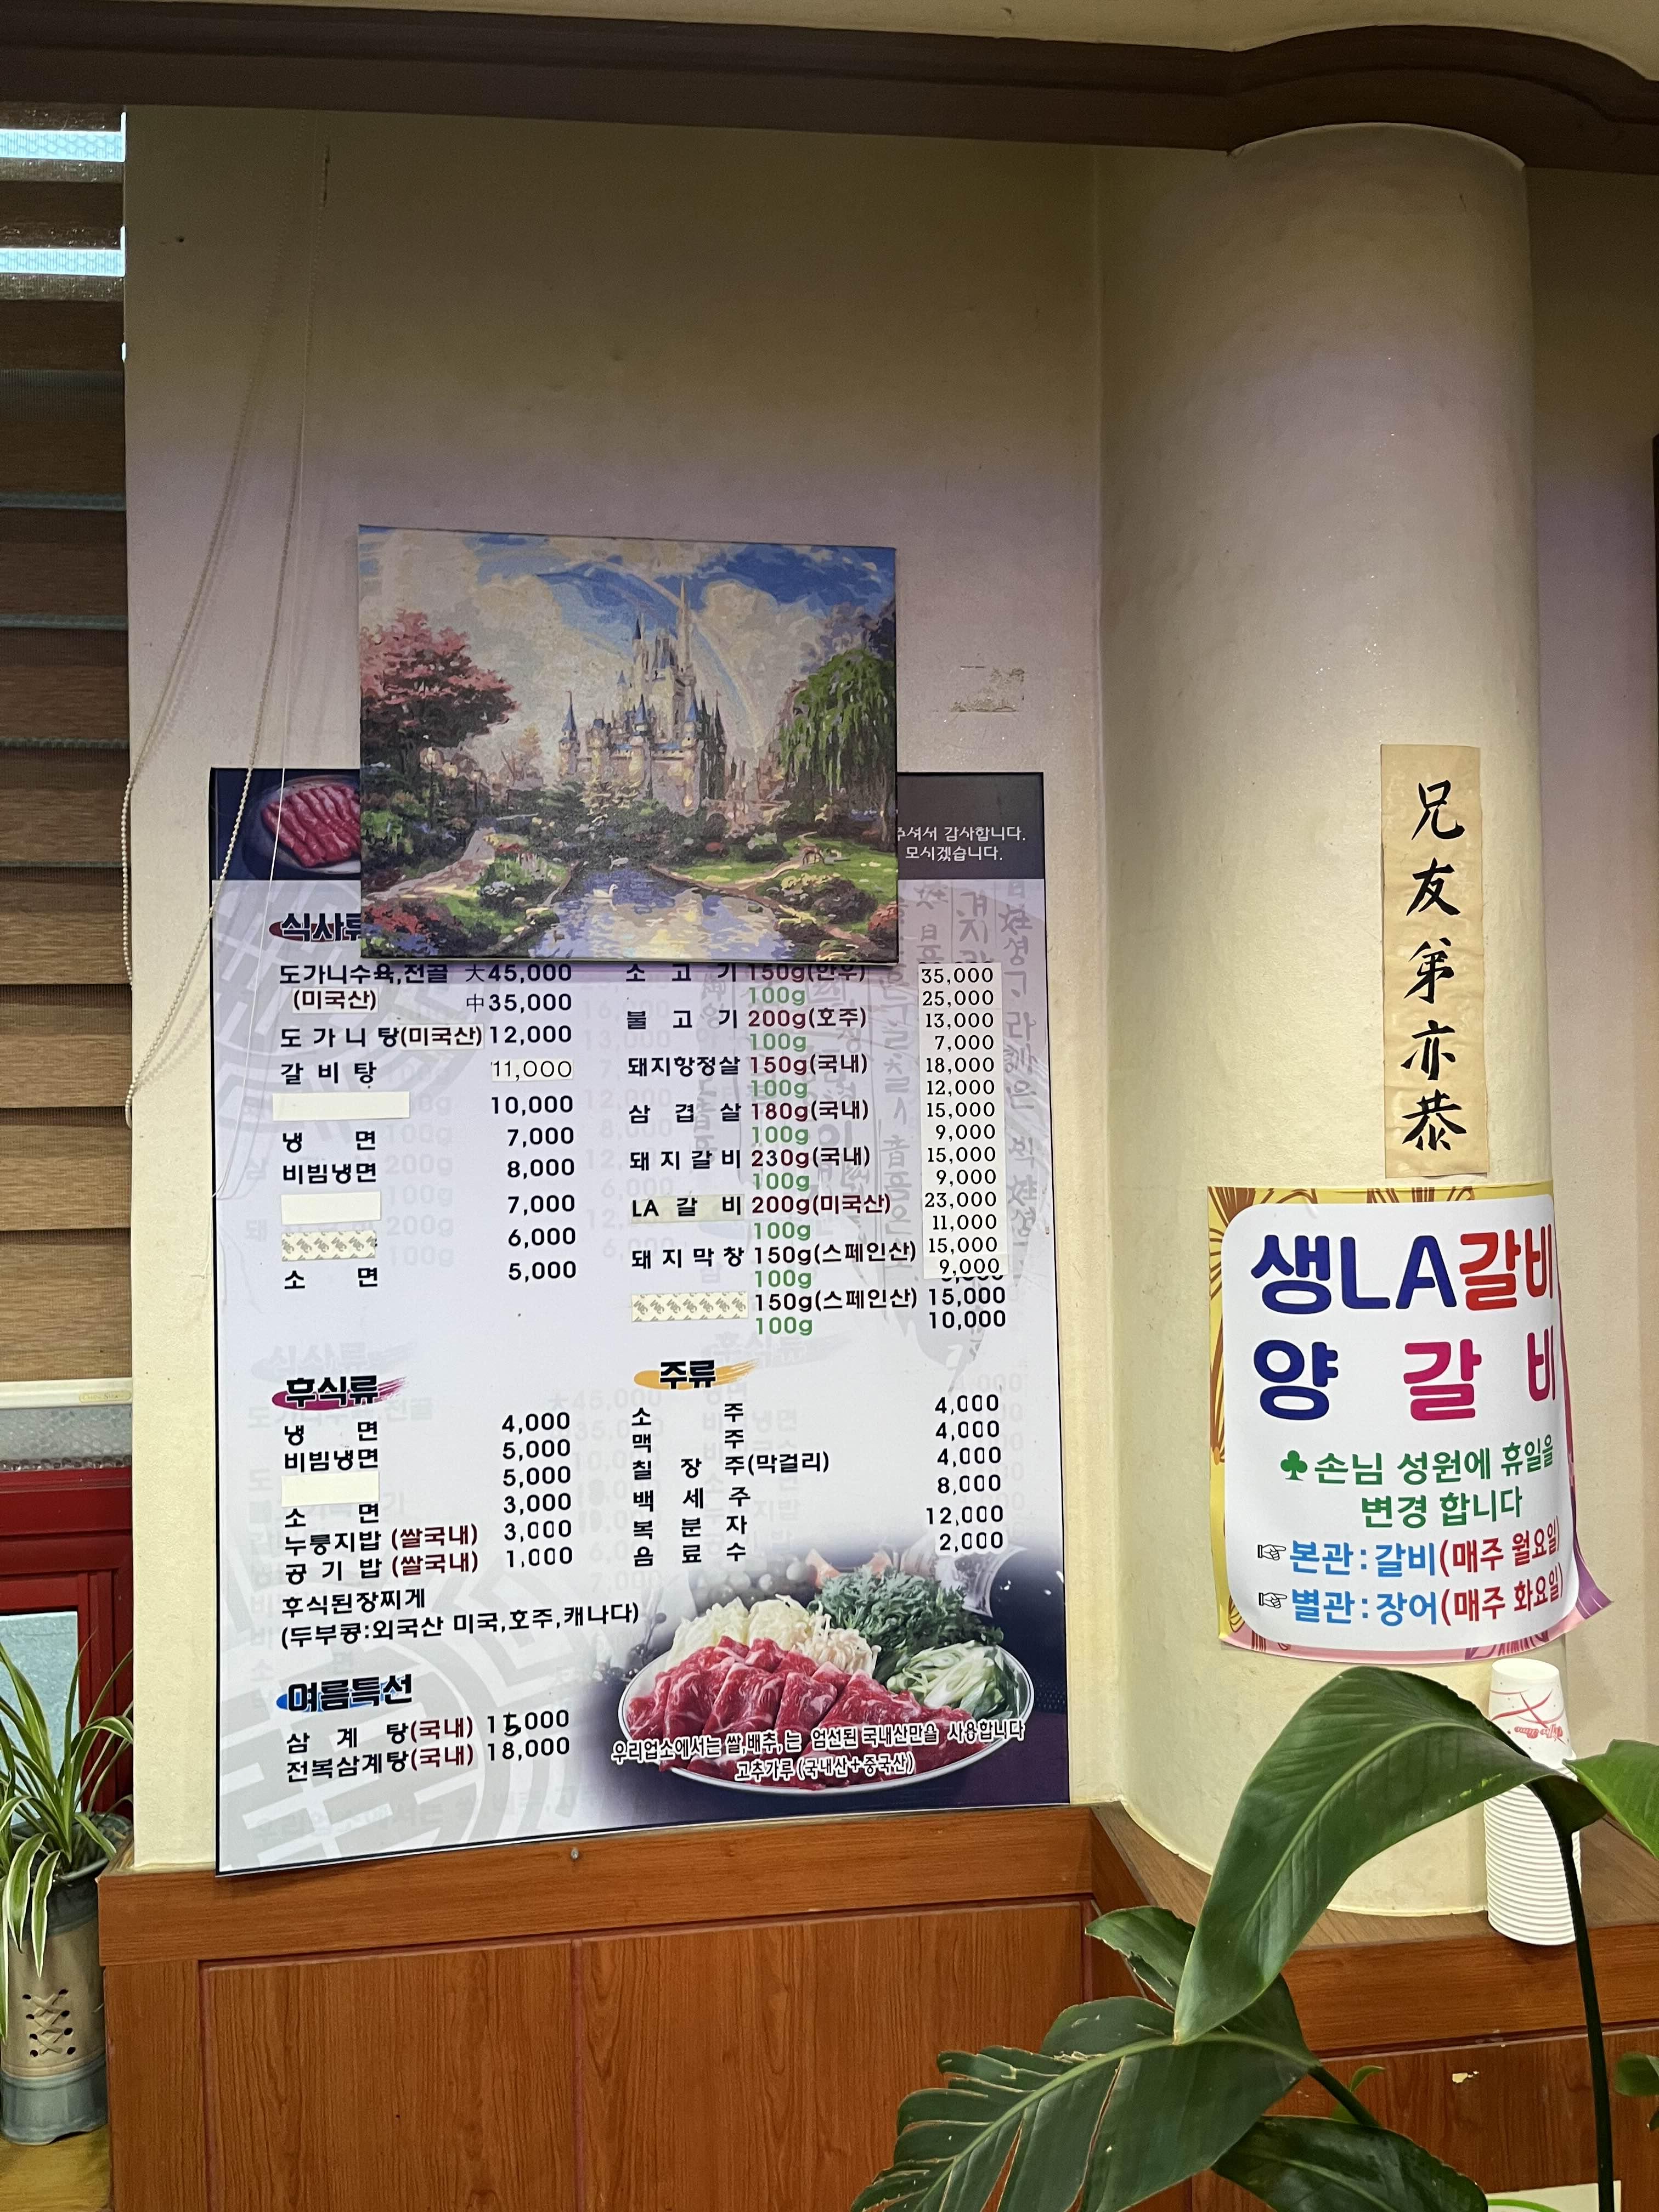 주셔서 감사합니다.
모시겠습니다.
식사류
도가니수육,전골 大45,000
(미국산) 中35,000
도가니탕(미국산) 12,000
갈비탕 11,000
10,000
냉면 7,000
비빔냉면 8,000
7,000
6,000
소면 5,000
소고기 150g(한우) 35,000
100g 25,000
불고기 200g(호주) 13,000
100g 7,000
돼지항정살 150g(국내) 18,000
100g 12,000
삼겹살 180g(국내) 15,000
100g 9,000
돼지갈비 230g(국내) 15,000
100g 9,000
LA갈비 200g(미국산) 23,000
100g 11,000
돼지막창 150g(스페인산) 15,000
100g 9,000
150g(스페인산) 15,000
100g 10,000
후식류
냉면 4,000
비빔냉면 5,000
5,000
소면 3,000
누룽지밥 (쌀국내) 3,000
공기밥 (쌀국내) 1,000
후식된장찌게
(두부콩:외국산 미국,호주,캐나다)
주류
소주 4,000
맥주 4,000
칠장주(막걸리) 4,000
백세주 8,000
복분자 12,000
음료수 2,000
여름특선
삼계탕(국내) 15,000
전복삼계탕(국내) 18,000
우리업소에서는 쌀,배추,는 엄선된 국내산만을 사용합니다
고추가루 (국내산+중국산)
兄友弟亦恭
생LA갈비
양갈비
♣손님 성원에 휴일을
변경 합니다
☞본관:갈비(매주 월요일)
☞별관:장어(매주 화요일)